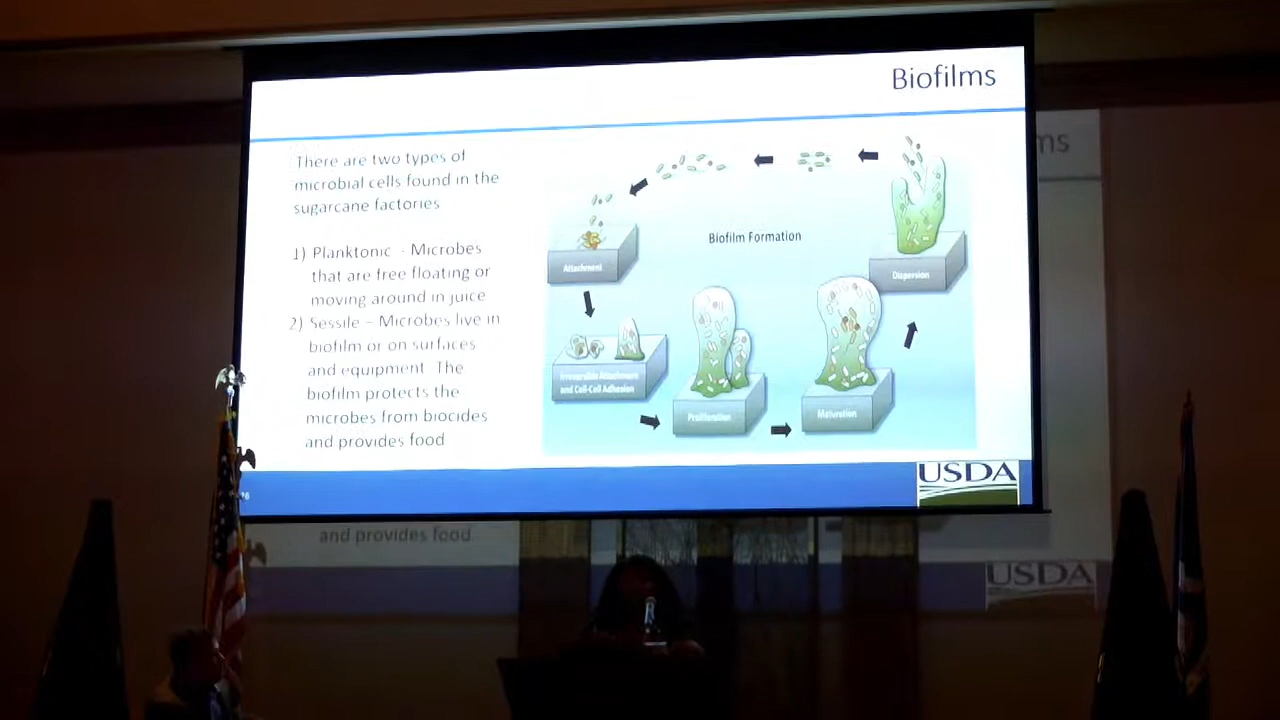 Biofilms
There are two types of
microbial cells found in the
sugarcane factories
1) Planktonic - Microbes
that are free floating or
moving around in juice
2) Sessile – Microbes live in
biofilm or on surfaces
and equipment The
biofilm protects the
microbes from biocides
and provides food
Biofilm Formation
Attachment
Irreversible Attachment
and Cell-Cell Adhesion
Proliferation
Maturation
Dispersion
USDA
ms
and provides food
USDA